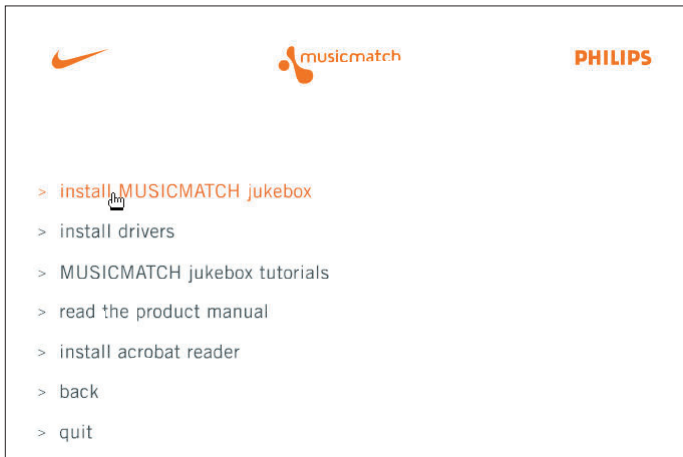 musicmatch
PHILIPS
> install MUSICMATCH jukebox
> install drivers
> MUSICMATCH jukebox tutorials
> read the product manual
> install acrobat reader
> back
> quit